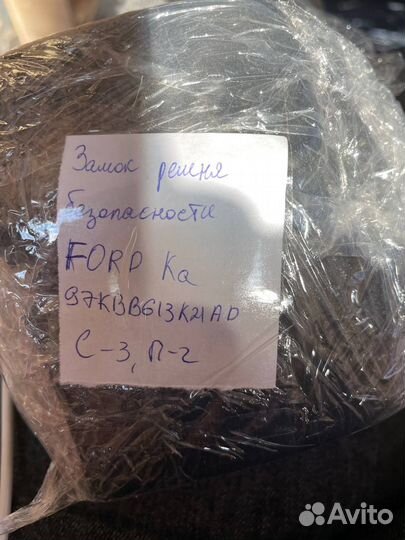 Замок ремня
безопасности
FORD Ka
97KBB613K21AD
С-3, П-2
Avito